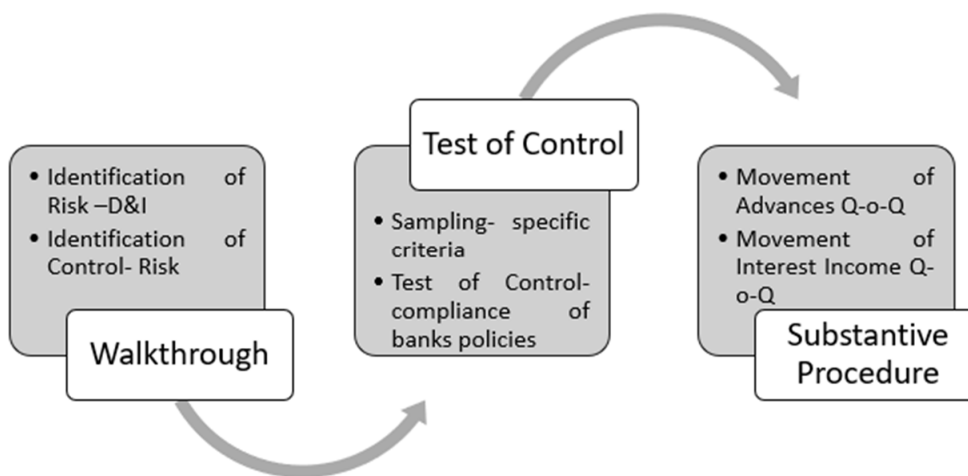 • Identification of
Risk –D&I
• Identification of
Control- Risk
Walkthrough
Test of Control
• Sampling- specific
criteria
• Test of Control-
compliance of
banks policies
• Movement of
Advances Q-o-Q
• Movement of
Interest Income Q-
o-Q
Substantive
Procedure